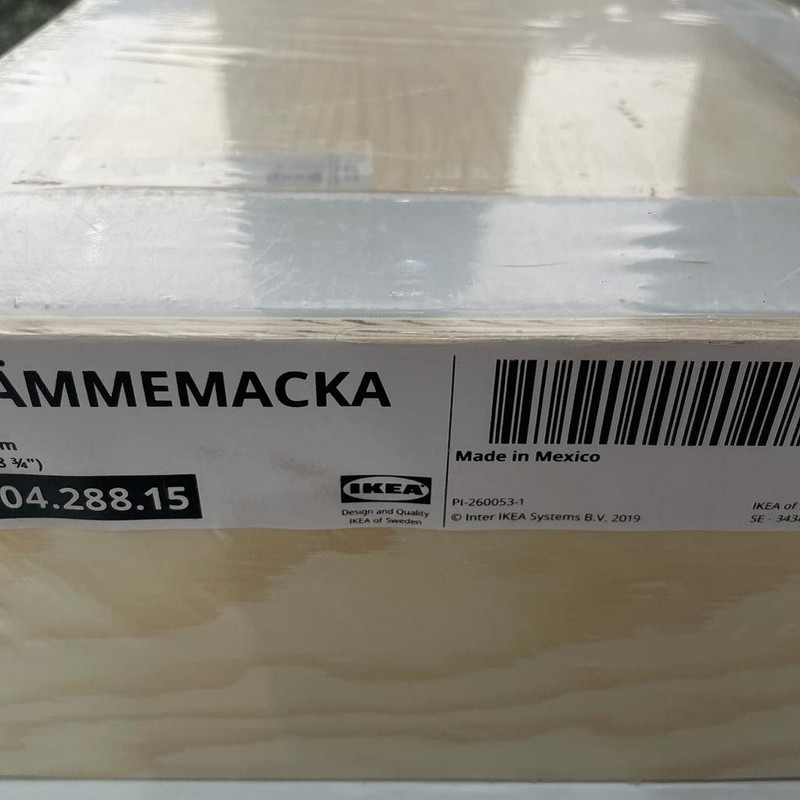 ÄMMEMACKA
m
8 ¾")
04.288.15
IKEA
Design and Quality
IKEA of Sweden
Made in Mexico
PI-260053-1
© Inter IKEA Systems B.V. 2019
IKEA of
SE - 343